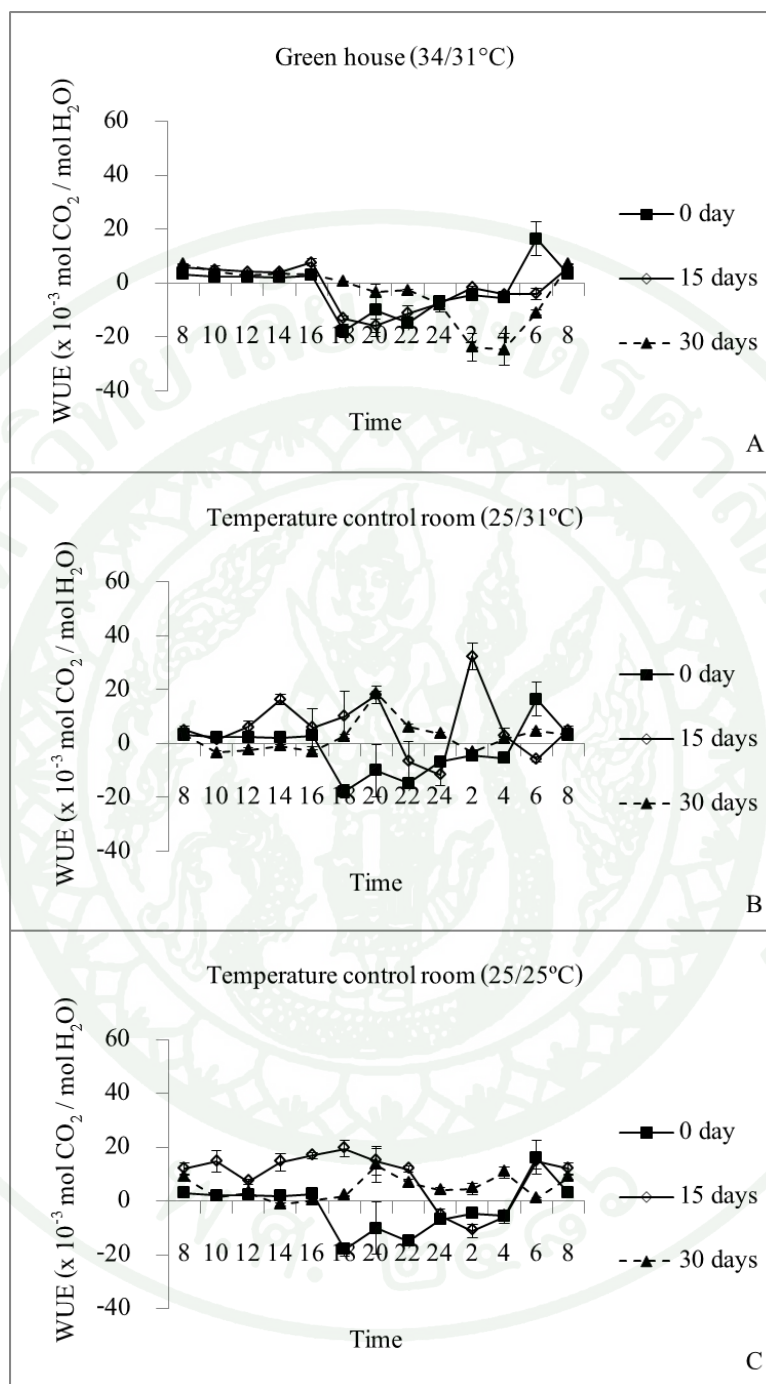 Green house (34/31°C)
WUE (x 10⁻³ mol CO₂ / mol H₂O)
60
40
20
0
-20
-40
8 10 12 14 16 18 20 22 24 2 4 6 8
Time
0 day
15 days
30 days
A
Temperature control room (25/31ºC)
WUE (x 10⁻³ mol CO₂ / mol H₂O)
60
40
20
0
-20
-40
8 10 12 14 16 18 20 22 24 2 4 6 8
Time
0 day
15 days
30 days
B
Temperature control room (25/25ºC)
WUE (x 10⁻³ mol CO₂ / mol H₂O)
60
40
20
0
-20
-40
8 10 12 14 16 18 20 22 24 2 4 6 8
Time
0 day
15 days
30 days
C